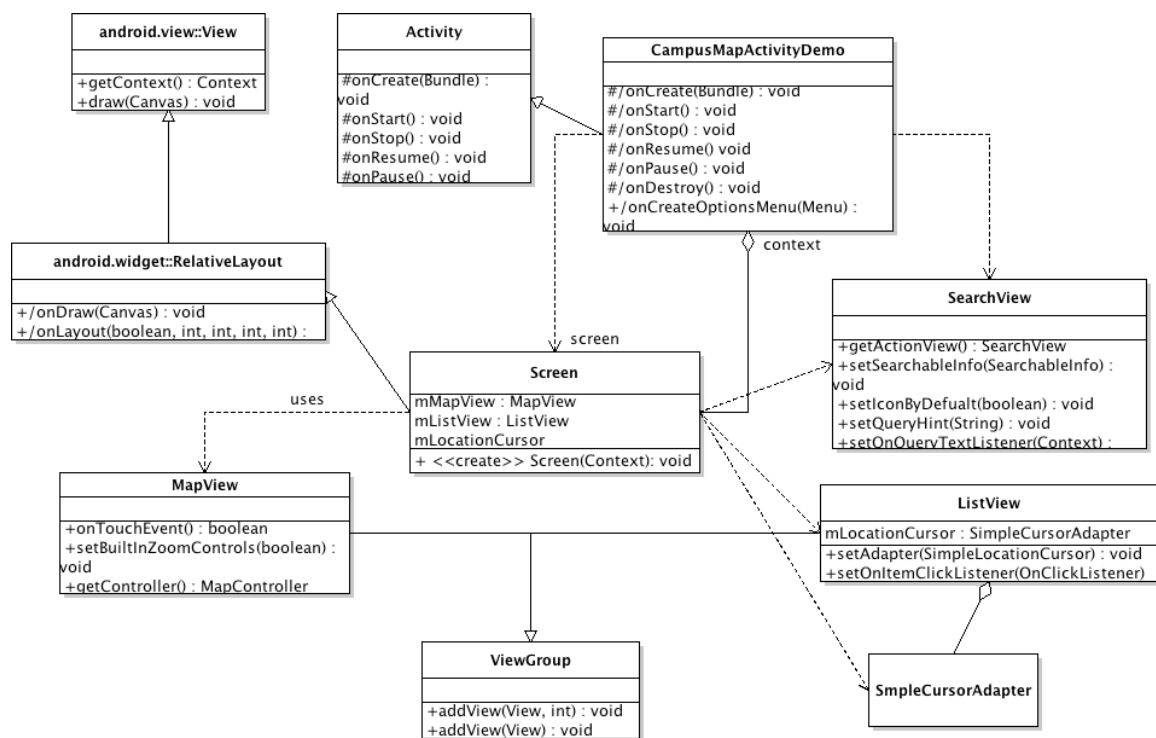 android.view::View
+getContext() : Context
+draw(Canvas) : void
Activity
#onCreate(Bundle) :
void
#onStart() : void
#onStop() : void
#onResume() : void
#onPause() : void
CampusMapActivityDemo
#/onCreate(Bundle) : void
#/onStart() : void
#/onStop() : void
#/onResume() void
#/onPause() : void
#/onDestroy() : void
+/onCreateOptionsMenu(Menu) :
void
context
android.widget::RelativeLayout
+/onDraw(Canvas) : void
+/onLayout(boolean, int, int, int, int) :
SearchView
+getActionView() : SearchView
+setSearchableInfo(SearchableInfo) :
void
+setIconByDefualt(boolean) : void
+setQueryHint(String) : void
+setOnQueryTextListener(Context) :
screen
Screen
mMapView : MapView
mListView : ListView
mLocationCursor
+ <<create>> Screen(Context): void
uses
MapView
+onTouchEvent() : boolean
+setBuiltInZoomControls(boolean) :
void
+getController() : MapController
ListView
mLocationCursor : SimpleCursorAdapter
+setAdapter(SimpleLocationCursor) : void
+setOnItemClickListener(OnClickListener)
ViewGroup
+addView(View, int) : void
+addView(View) : void
SmpleCursorAdapter